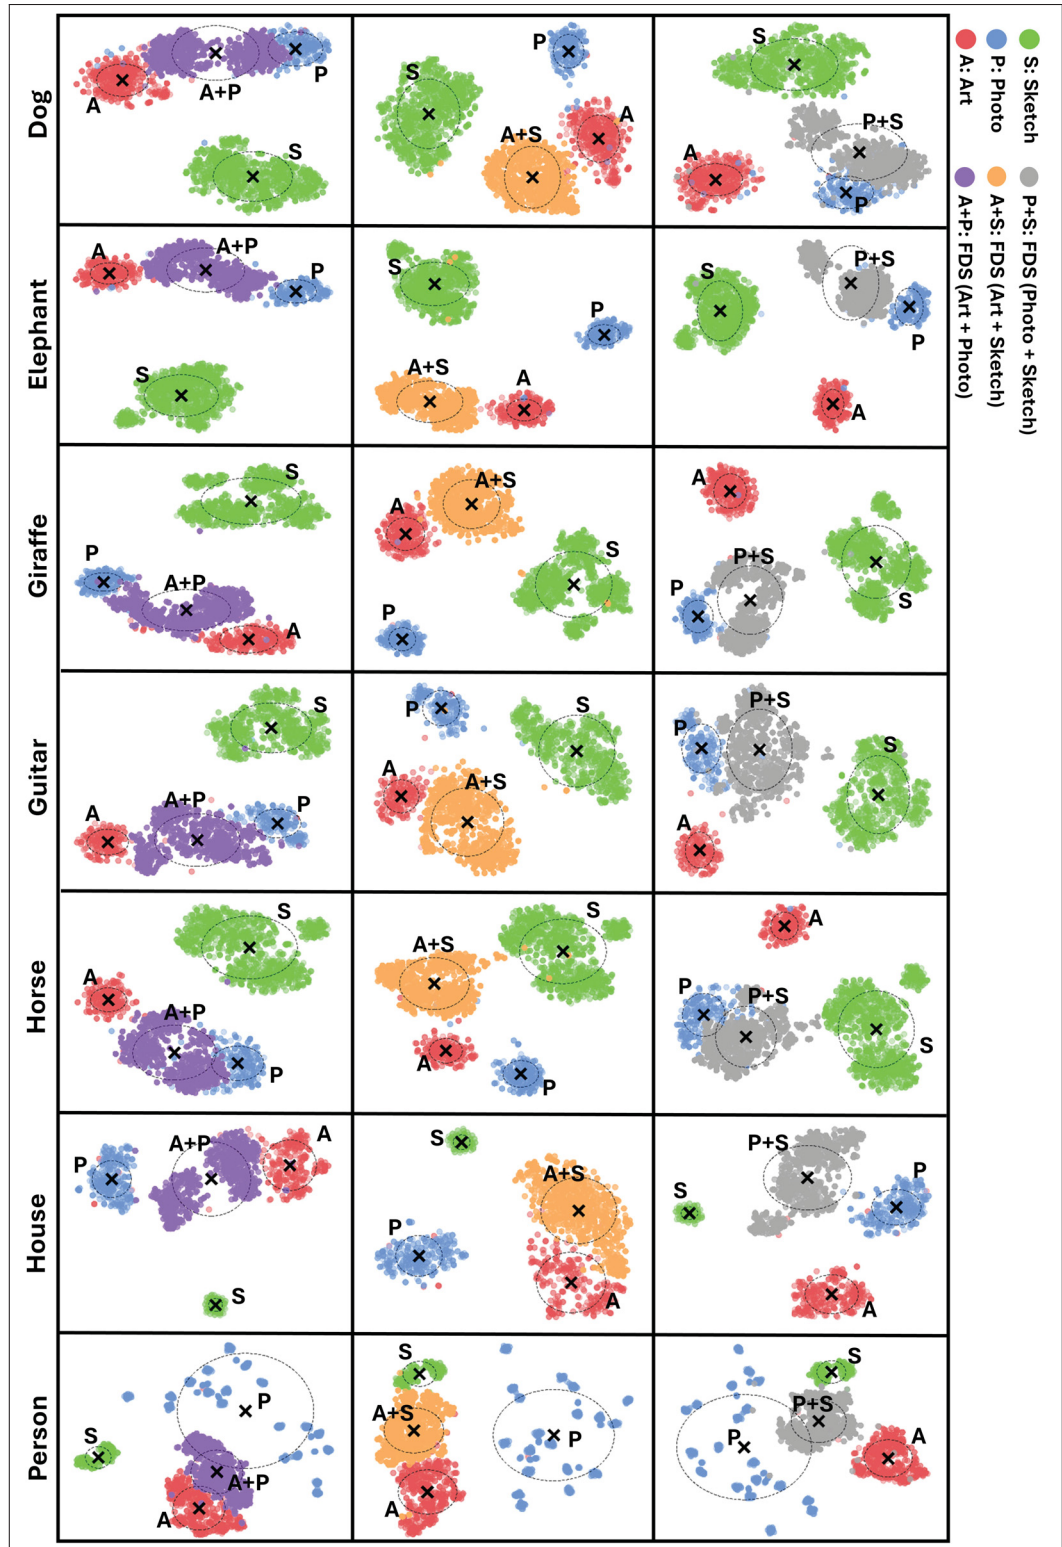 Dog
A
A+P
P
S
S
P
A+S
A
S
P+S
A
P
Elephant
A
A+P
P
S
S
P
A+S
A
S
P+S
P
A
Giraffe
S
P
A+P
A
A
A+S
S
P
A
P+S
P
S
Guitar
S
A
A+P
P
P
S
A
A+S
P
P+S
S
A
Horse
S
A
A+P
P
A+S
S
A
P
A
P
P+S
S
House
P
A+P
A
S
S
A+S
P
A
P+S
S
P
A
Person
P
S
A+P
A
S
A+S
P
A
S
P+S
P
A
S: Sketch
P: Photo
A: Art
P+S: FDS (Photo + Sketch)
A+S: FDS (Art + Sketch)
A+P: FDS (Art + Photo)